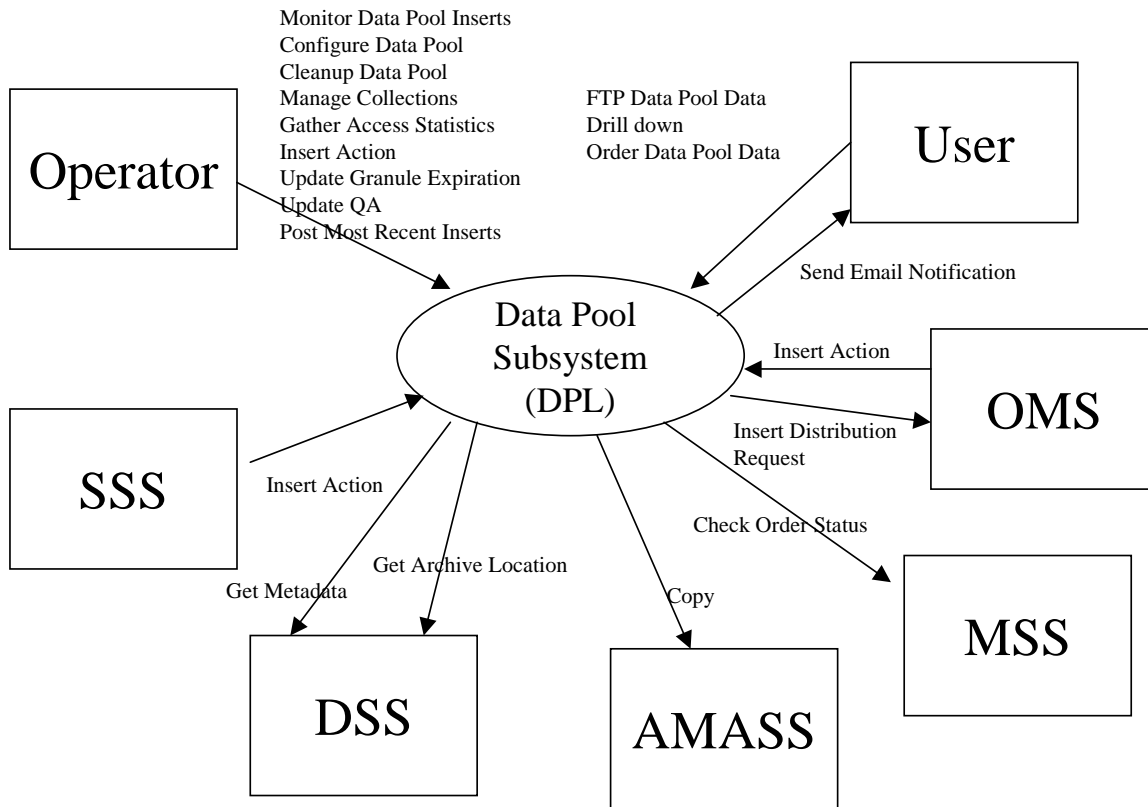 Monitor Data Pool Inserts
Configure Data Pool
Cleanup Data Pool
Manage Collections
Gather Access Statistics
Insert Action
Update Granule Expiration
Update QA
Post Most Recent Inserts
FTP Data Pool Data
Drill down
Order Data Pool Data
Operator
User
Send Email Notification
Data Pool
Subsystem
(DPL)
Insert Action
OMS
Insert Distribution
Request
SSS
Insert Action
Check Order Status
Get Archive Location
Get Metadata
Copy
MSS
DSS
AMASS